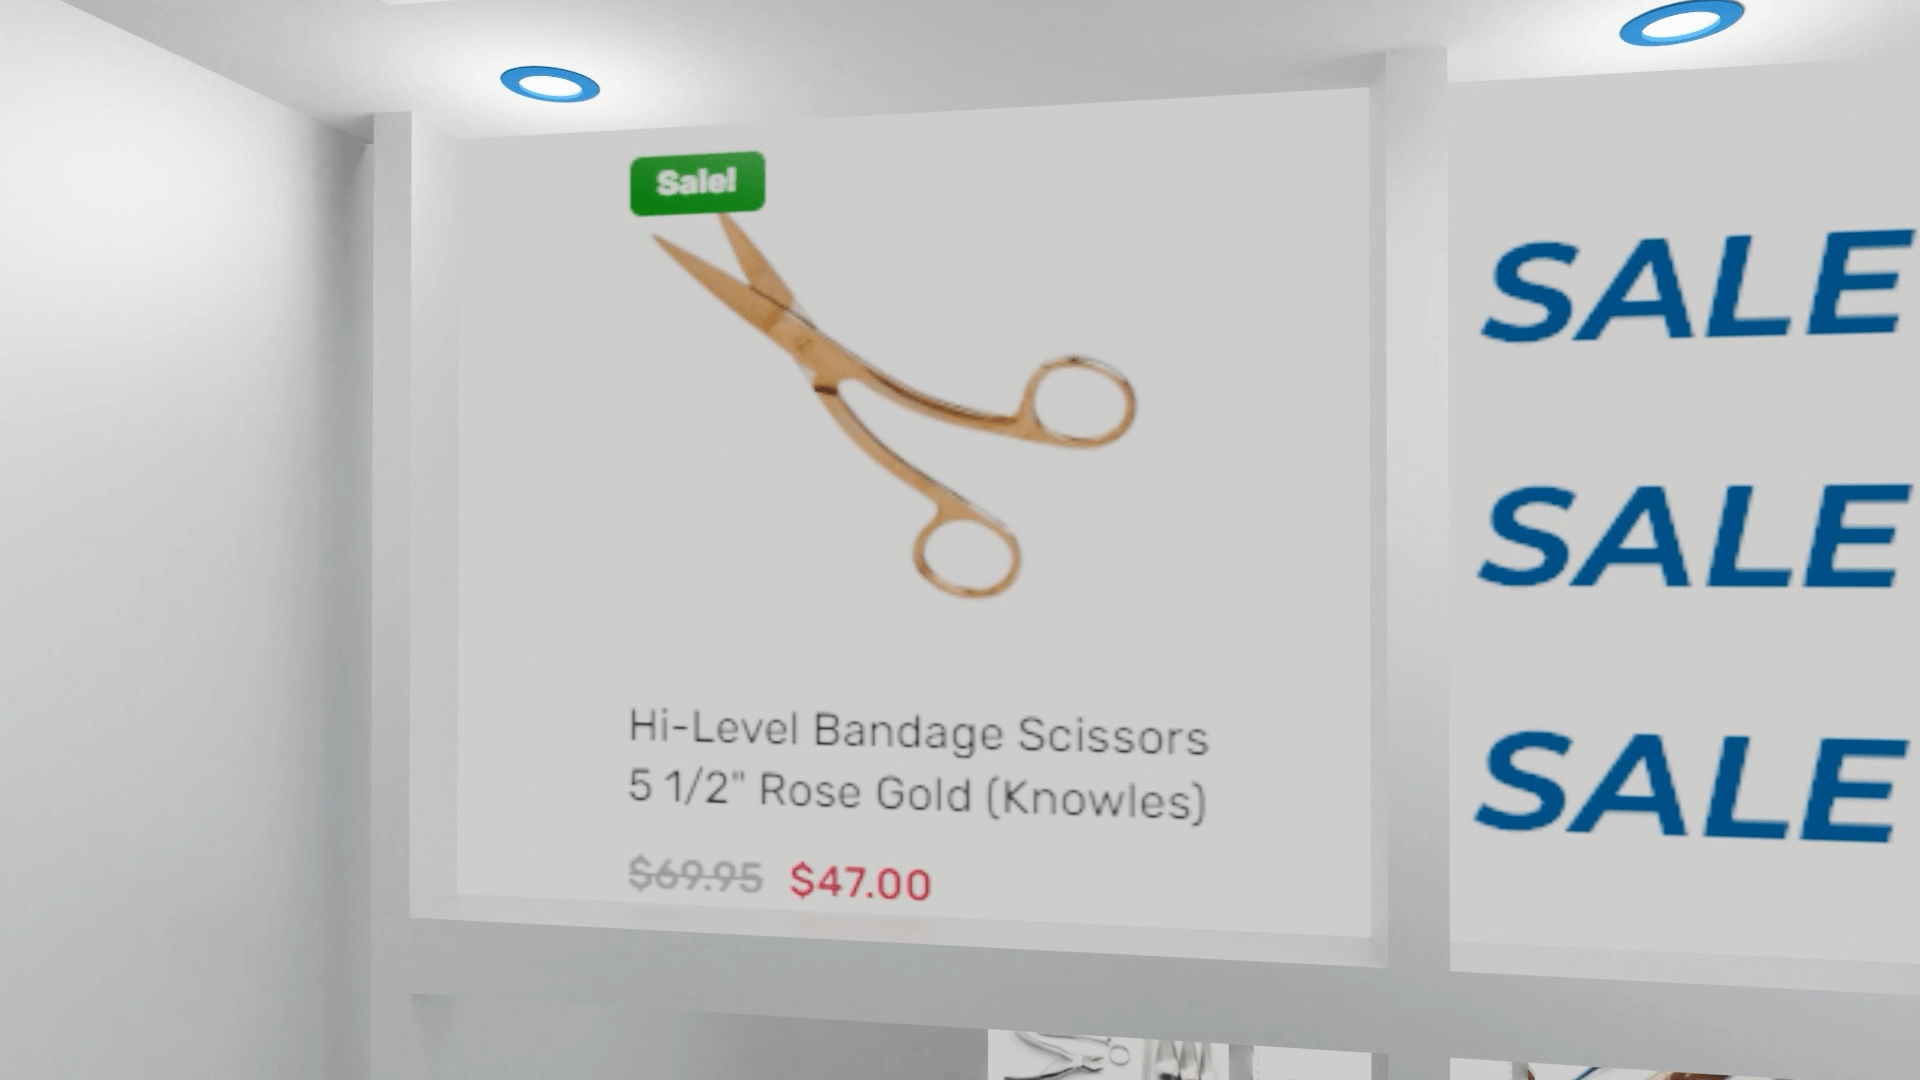 Sale!
Hi-Level Bandage Scissors
5 1/2" Rose Gold (Knowles)
$69.95 $47.00
SALE
SALE
SALE